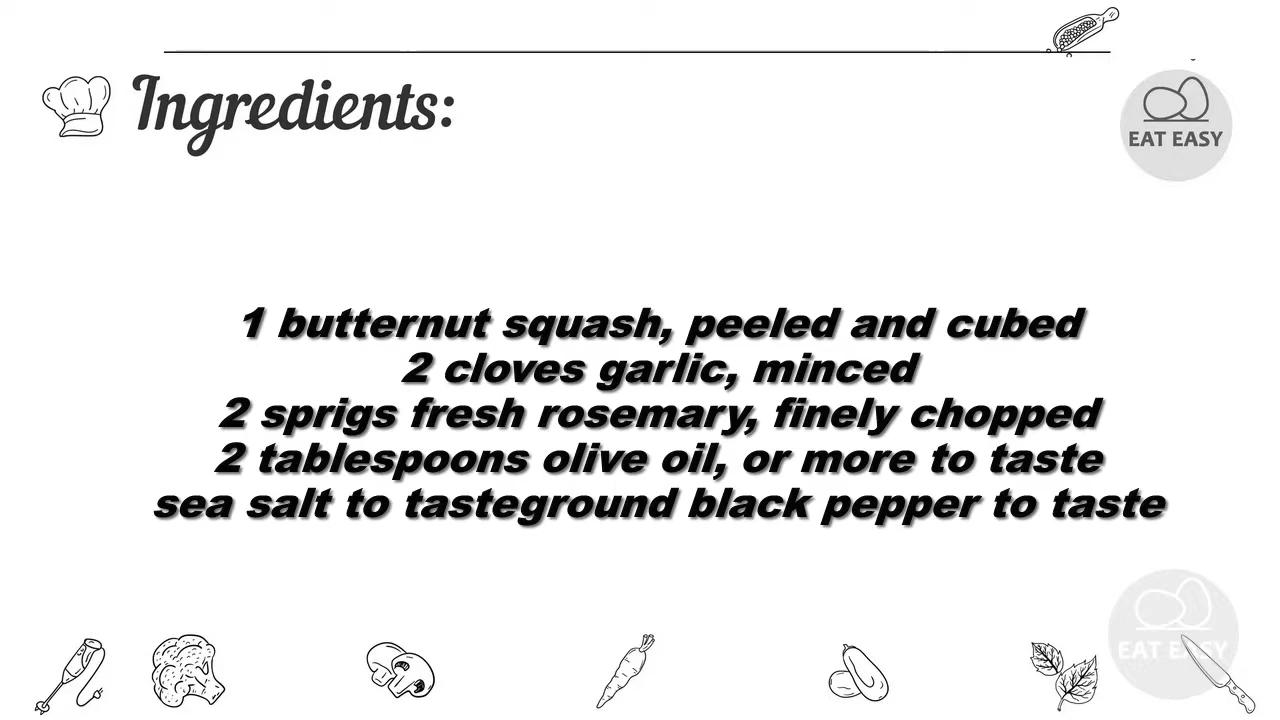 Ingredients:
EAT EASY
1 butternut squash, peeled and cubed
2 cloves garlic, minced
2 sprigs fresh rosemary, finely chopped
2 tablespoons olive oil, or more to taste
sea salt to tasteground black pepper to taste
EAT EASY